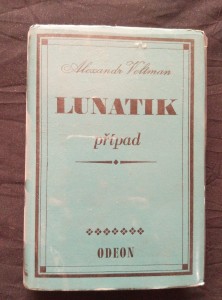 Alexandr Veltman
LUNATIK
případ
ODEON